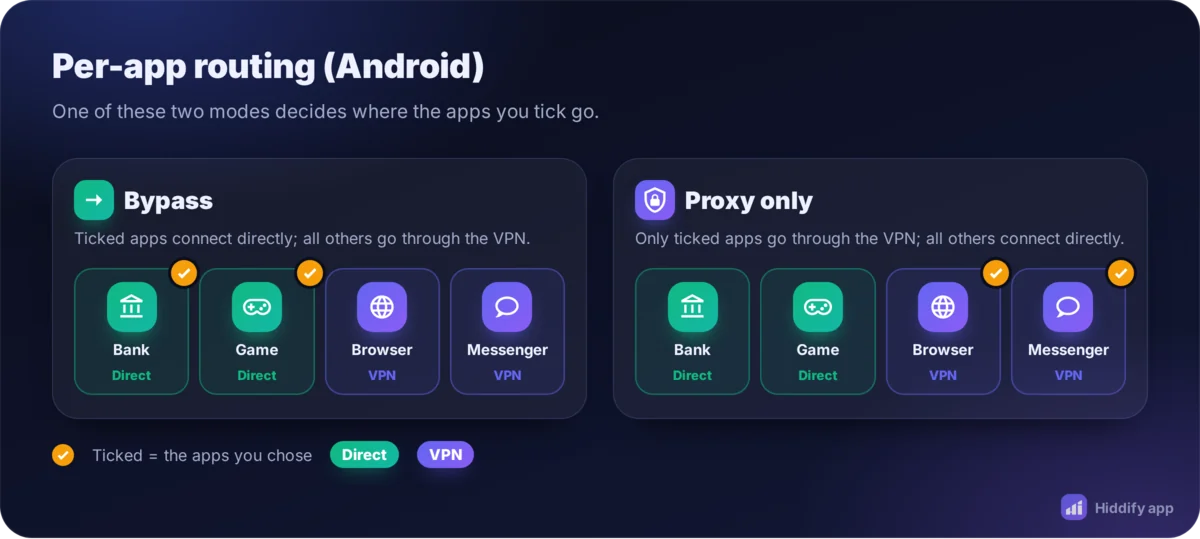 Per-app routing (Android)
One of these two modes decides where the apps you tick go.
Bypass
Ticked apps connect directly; all others go through the VPN.
Bank
Direct
Game
Direct
Browser
VPN
Messenger
VPN
Proxy only
Only ticked apps go through the VPN; all others connect directly.
Bank
Direct
Game
Direct
Browser
VPN
Messenger
VPN
Ticked = the apps you chose
Direct
VPN
Hiddify app